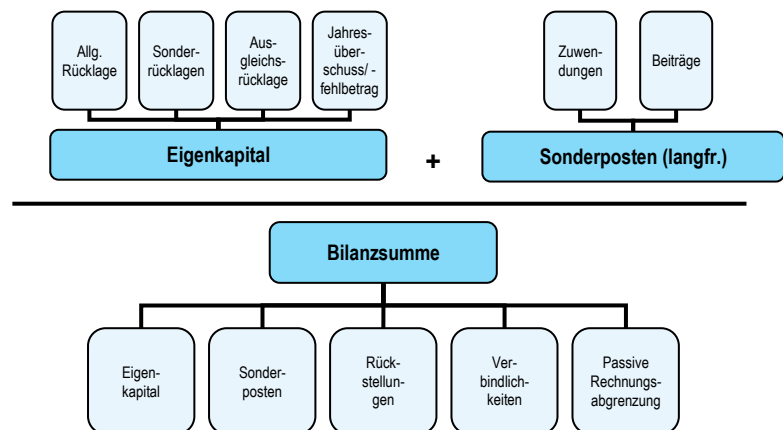 Allg.
Rücklage
Sonder-
rücklagen
Aus-
gleichs-
rücklage
Jahres-
über-
schuss/ -
fehlbetrag
Zuwen-
dungen
Beiträge
Eigenkapital
+
Sonderposten (langfr.)
Bilanzsumme
Eigen-
kapital
Sonder-
posten
Rück-
stellun-
gen
Ver-
bindlich-
keiten
Passive
Rechnungs-
abgrenzung